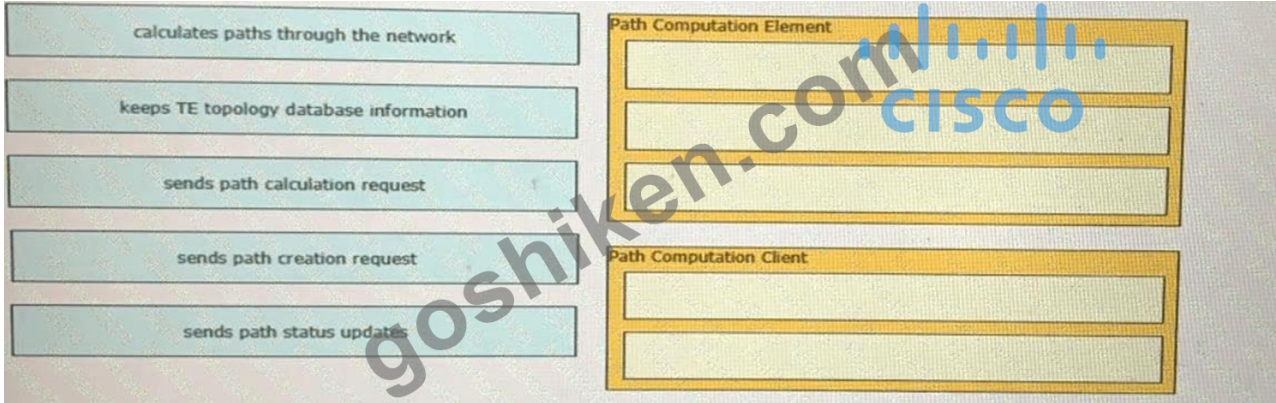 calculates paths through the network
keeps TE topology database information
sends path calculation request
sends path creation request
sends path status updates
Path Computation Element
Path Computation Client
CISCO
goshiken.com